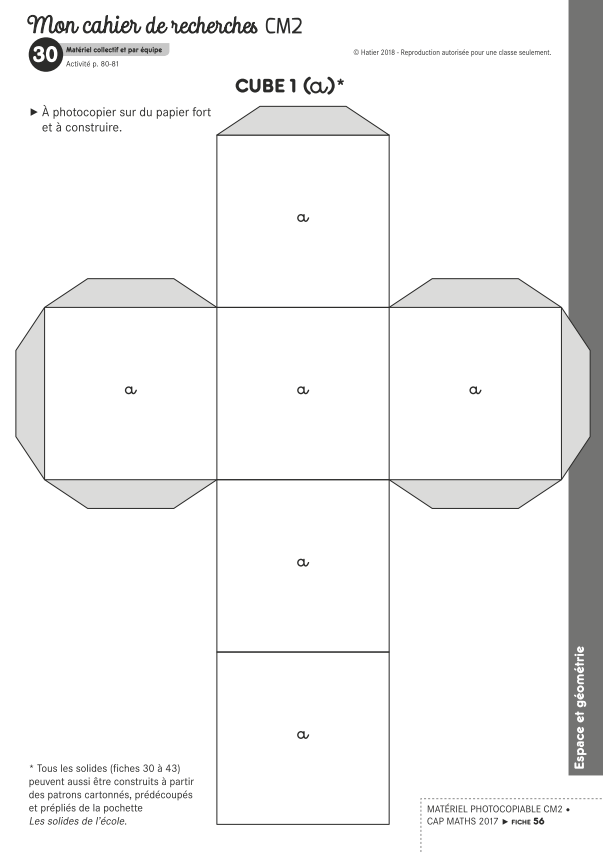 Mon cahier de recherches CM2
30
Matériel collectif et par équipe
Activité p. 80-81
© Hatier 2018 - Reproduction autorisée pour une classe seulement.
CUBE 1 (a)*
► À photocopier sur du papier fort
et à construire.
a
a
a
a
a
a
Espace et géométrie
* Tous les solides (fiches 30 à 43)
peuvent aussi être construits à partir
des patrons cartonnés, prédécoupés
et prépliés de la pochette
Les solides de l'école.
MATÉRIEL PHOTOCOPIABLE CM2 •
CAP MATHS 2017 ► FICHE 56